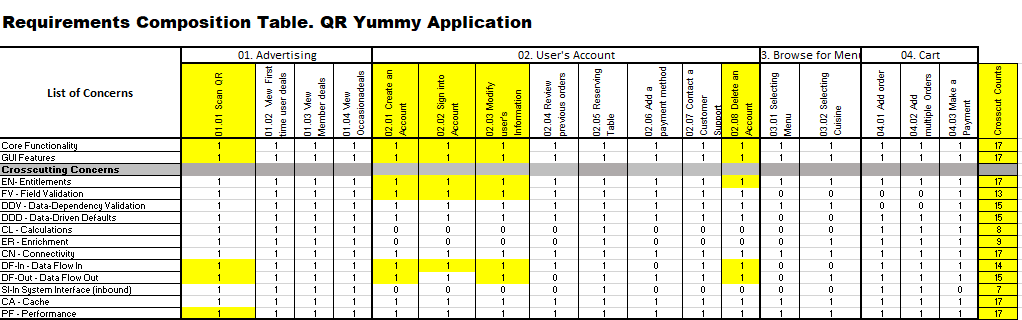 Requirements Composition Table. QR Yummy Application
01. Advertising 02. User's Account 3. Browse for Menu 04. Cart
List of Concerns
01.01 Scan QR
01.02 View First
time user deals
01.03 View
Member deals
01.04 View
Occasionadeals
02.01 Create an
Account
02.02 Sign into
Account
02.03 Modify
user's
Information
02.04 Review
previous orders
02.05 Reserving
Table
02.06 Add a
payment method
02.07 Contact a
Customer
Support
02.08 Delete an
Account
03.01 Selecting
Menu
03.02 Selecting
Cuisine
04.01 Add order
04.02 Add
multiple Orders
04.03 Make a
Payment
Crosscut Counts
Core Functionality 1 1 1 1 1 1 1 1 1 1 1 1 1 1 1 1 1 17
GUI Features 1 1 1 1 1 1 1 1 1 1 1 1 1 1 1 1 1 17
Crosscutting Concerns
EN- Entitlements 1 1 1 1 1 1 1 1 1 1 1 1 1 1 1 1 1 17
FV - Field Validation 1 1 1 1 1 1 1 1 1 1 1 1 0 0 0 0 1 13
DDV - Data-Dependency Validation 1 1 1 1 1 1 1 1 1 1 1 1 1 1 0 0 1 15
DDD - Data-Driven Defaults 1 1 1 1 1 1 1 1 1 1 1 1 1 1 1 1 1 15
CL - Calculations 1 1 1 1 0 0 0 0 1 0 0 0 0 0 1 1 1 8
ER - Enrichment 1 1 1 1 0 0 0 0 1 1 0 0 0 0 1 1 1 9
CN - Connectivity 1 1 1 1 1 1 1 1 1 1 1 1 1 1 1 1 1 17
DF-In - Data Flow In 1 1 1 1 1 1 1 1 1 0 1 1 0 0 1 1 1 14
DF-Out - Data Flow Out 1 1 1 1 1 1 1 1 1 1 1 1 0 0 1 1 1 15
SI-In System Interface (inbound) 1 1 1 1 0 0 0 0 1 0 0 0 0 0 1 1 0 7
CA - Cache 1 1 1 1 1 1 1 1 1 1 1 1 1 1 1 1 1 17
PF - Performance 1 1 1 1 1 1 1 1 1 1 1 1 1 1 1 1 1 17